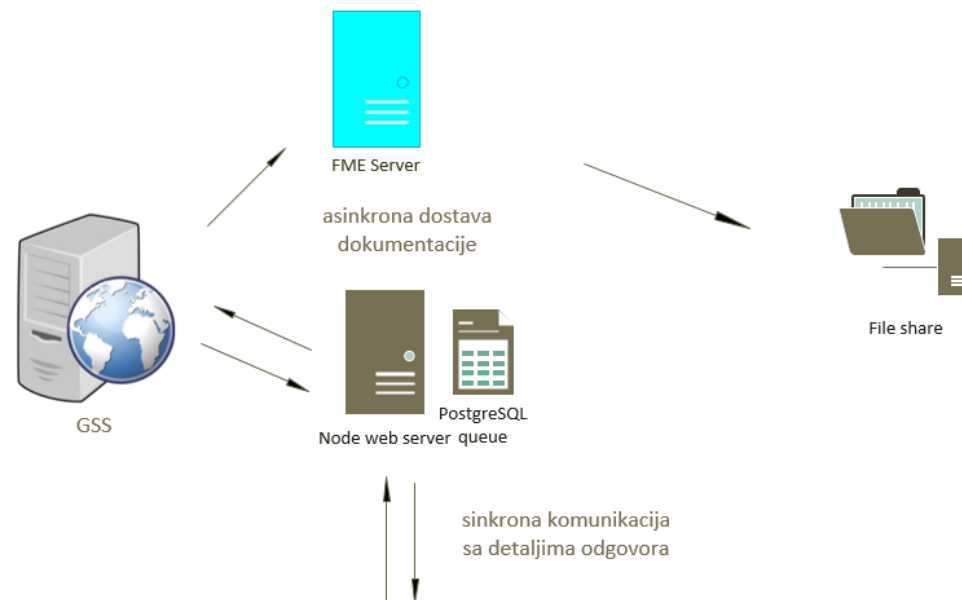 FME Server
asinkrona dostava
dokumentacije
File share
GSS
PostgreSQL
queue
Node web server
sinkrona komunikacija
sa detaljima odgovora